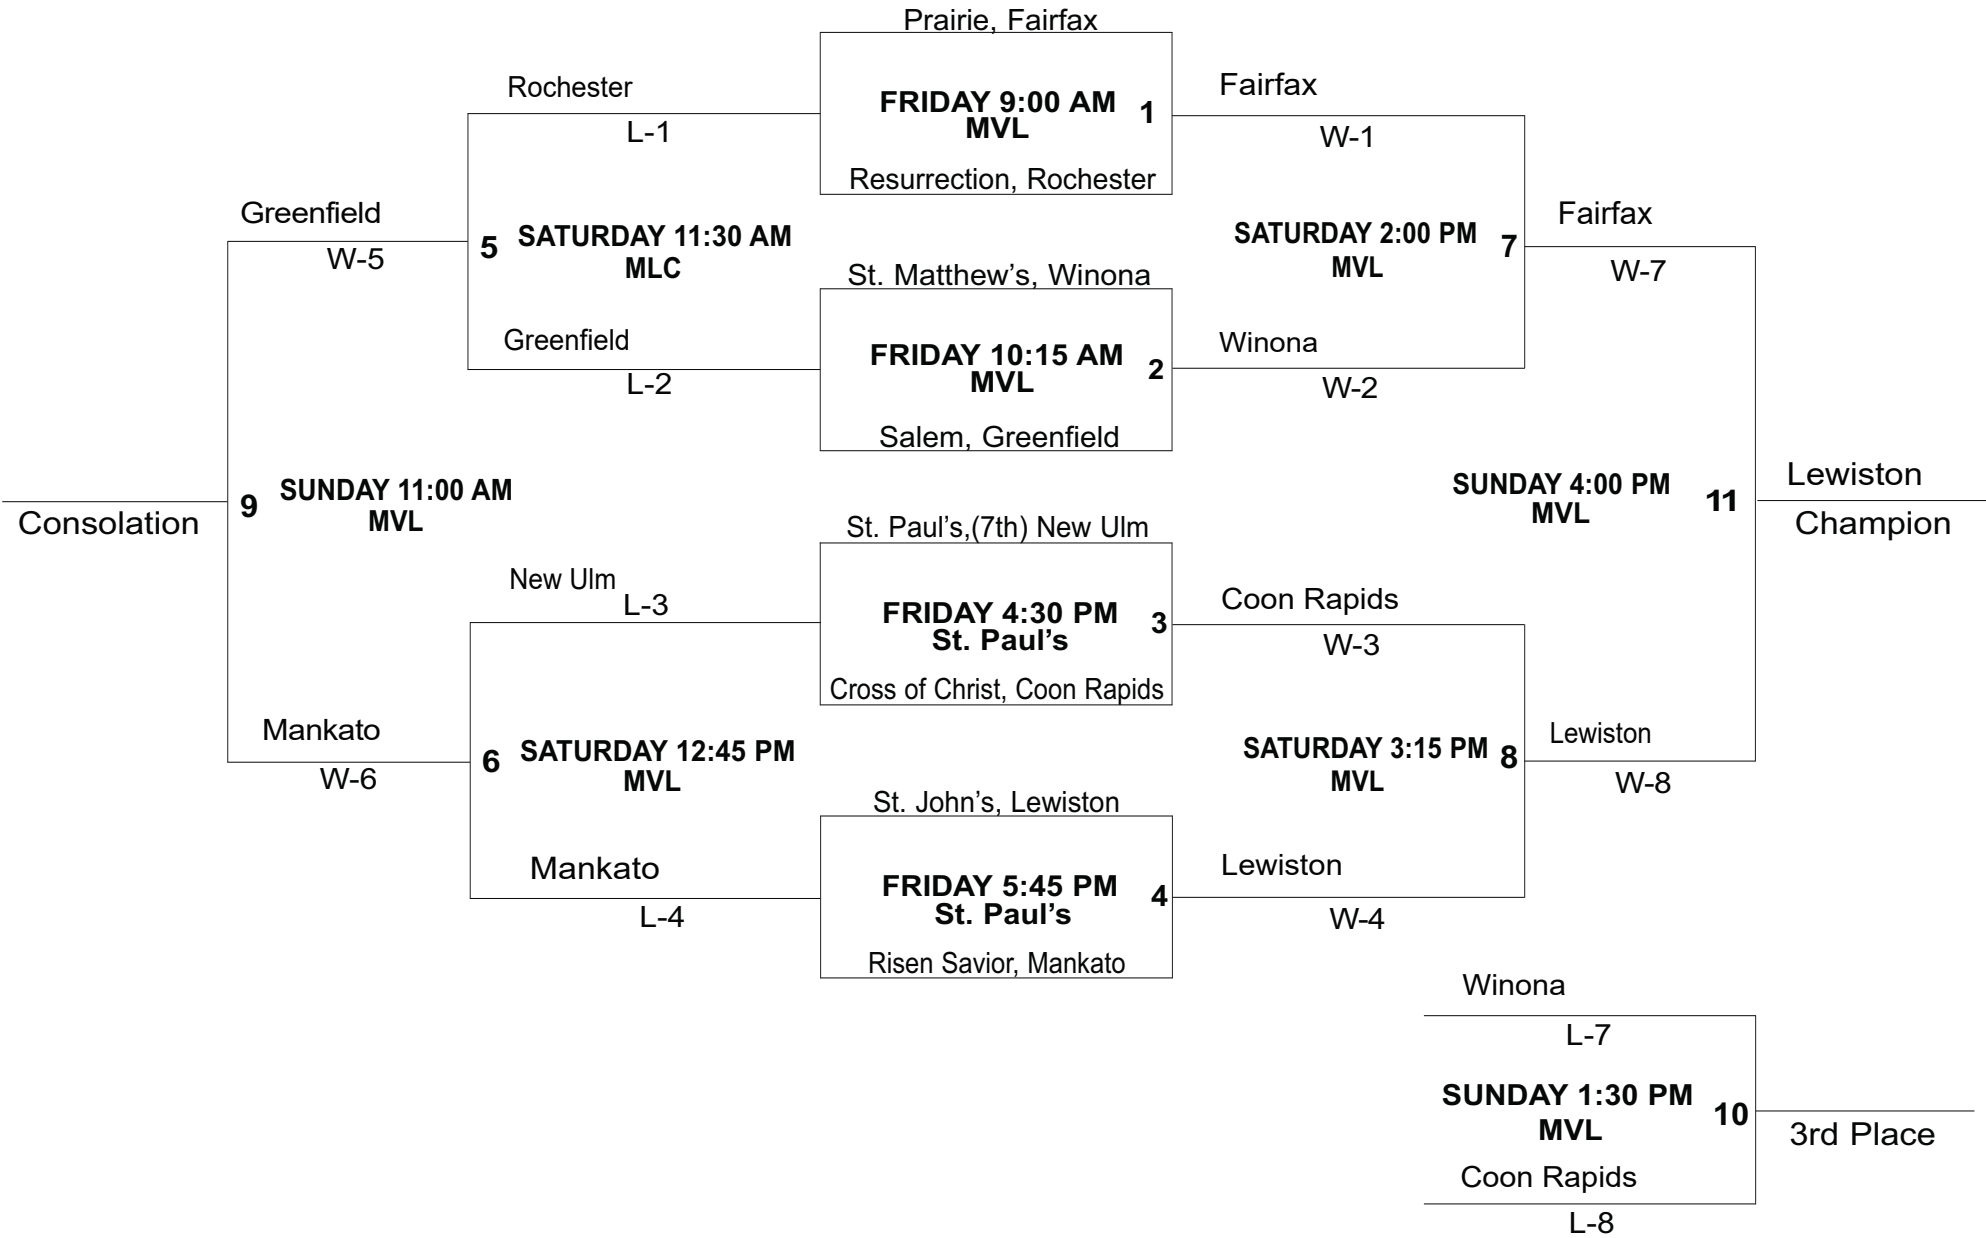 Prairie, Fairfax
FRIDAY 9:00 AM
MVL
1
Resurrection, Rochester
Rochester
L-1
Fairfax
W-1
Greenfield
W-5
5
SATURDAY 11:30 AM
MLC
SATURDAY 2:00 PM
MVL
7
Fairfax
W-7
St. Matthew’s, Winona
FRIDAY 10:15 AM
MVL
2
Salem, Greenfield
Greenfield
L-2
Winona
W-2
Consolation
9
SUNDAY 11:00 AM
MVL
SUNDAY 4:00 PM
MVL
11
Lewiston
Champion
St. Paul’s,(7th) New Ulm
FRIDAY 4:30 PM
St. Paul’s
3
Cross of Christ, Coon Rapids
New Ulm
L-3
Coon Rapids
W-3
Mankato
W-6
6
SATURDAY 12:45 PM
MVL
SATURDAY 3:15 PM
MVL
8
Lewiston
W-8
St. John’s, Lewiston
FRIDAY 5:45 PM
St. Paul’s
4
Risen Savior, Mankato
Mankato
L-4
Lewiston
W-4
Winona
L-7
SUNDAY 1:30 PM
MVL
10
3rd Place
Coon Rapids
L-8